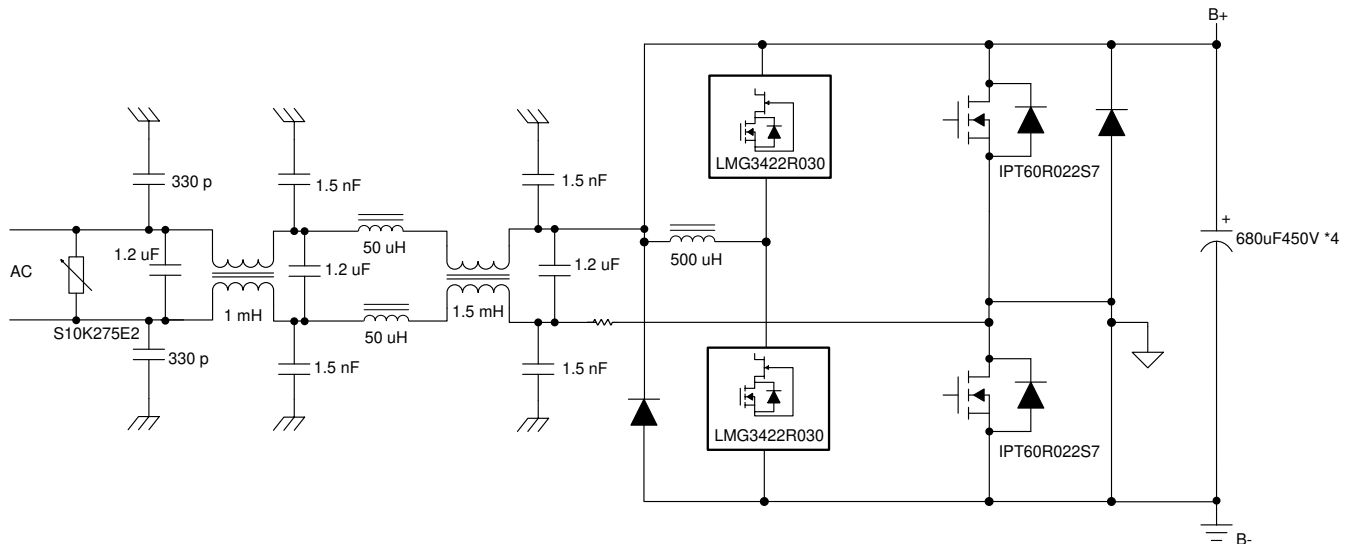 B+
LMG3422R030
IPT60R022S7
330 p
1.5 nF
1.5 nF
50 uH
500 uH
+
680uF450V *4
AC
1.2 uF
1.2 uF
1.2 uF
S10K275E2
1 mH
50 uH
1.5 mH
330 p
1.5 nF
1.5 nF
LMG3422R030
IPT60R022S7
B-